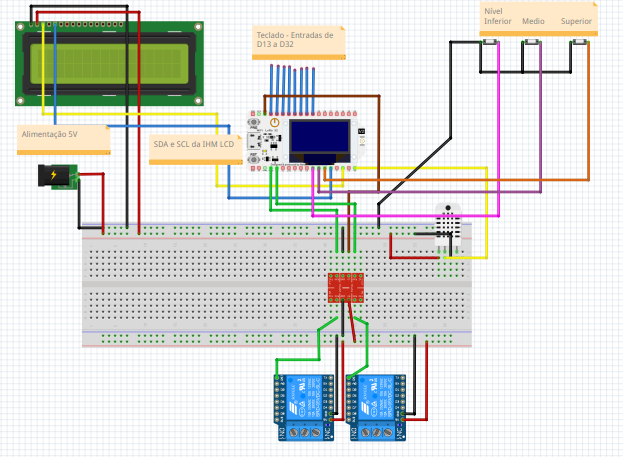 Nível
Inferior Medio Superior
Teclado - Entradas de
D13 a D32
Alimentação 5V
SDA e SCL da IHM LCD